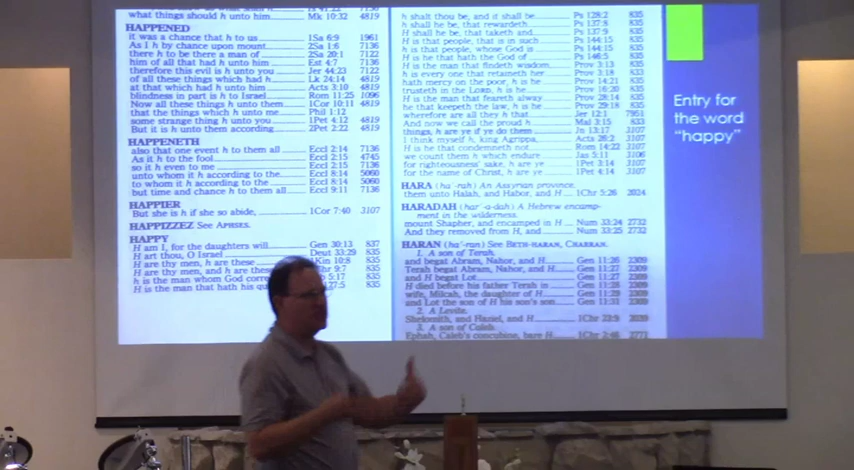 what things should h unto him Mk 10:32 4819
HAPPENED
it was a chance that h to us 1Sa 6:9 1961
As I h by chance upon mount 2Sa 1:6 7136
there h to be there a man of 2Sa 20:1 7122
him of all that had h unto him Est 4:7 7136
therefore this evil is h unto you Jer 44:23 7122
of all these things which had h Lk 24:14 4819
at that which had h unto him Acts 3:10 4819
blindness in part is h to Israel Rom 11:25 1096
Now all these things h unto them 1Cor 10:11 4819
that the things which h unto me Phil 1:12
some strange thing h unto you 1Pet 4:12 4819
But it is h unto them according 2Pet 2:22 4819
HAPPENETH
also that one event h to them all Eccl 2:14 7136
As it h to the fool Eccl 2:15 4745
so it h even to me Eccl 2:15 7136
unto whom it h according to the Eccl 8:14 5060
to whom it h according to the Eccl 8:14 5060
but time and chance h to them all Eccl 9:11 7136
HAPPIER
But she is h if she so abide, 1Cor 7:40 3107
HAPPIZZEZ See APHSES.
HAPPY
H am I, for the daughters will Gen 30:13 837
H art thou, O Israel Deut 33:29 835
H are thy men, h are these 1Kin 10:8 835
H are thy men, and h are these Chr 9:7 835
h is the man whom God corre 5:17 835
H is the man that hath his qu 127:5 835
h shalt thou be, and it shall be Ps 128:2 835
h shall he be, that rewardeth Ps 137:8 835
H shall he be, that taketh and Ps 137:9 835
H is that people, that is in such Ps 144:15 835
h is that people, whose God is Ps 144:15 835
H is he that hath the God of Ps 146:5 835
H is the man that findeth wisdom Prov 3:13 835
h is every one that retaineth her Prov 3:18 833
hath mercy on the poor, h is he Prov 14:21 835
trusteth in the LORD, h is he Prov 16:20 835
H is the man that feareth alway Prov 28:14 835
he that keepeth the law, h is he Prov 29:18 835
wherefore are all they h that Jer 12:1 7951
And now we call the proud h Mal 3:15 833
things, h are ye if ye do them Jn 13:17 3107
I think myself h, king Agrippa, Acts 26:2 3107
H is he that condemneth not Rom 14:22 3107
we count them h which endure Jas 5:11 3106
for righteousness' sake, h are ye 1Pet 3:14 3107
for the name of Christ, h are ye 1Pet 4:14 3107
HARA (ha'-rah) An Assyrian province.
them unto Halah, and Habor, and H 1Chr 5:26 2024
HARADAH (har'-a-dah) A Hebrew encamp-
ment in the wilderness.
mount Shapher, and encamped in H Num 33:24 2732
And they removed from H, and Num 33:25 2732
HARAN (ha'-ran) See BETH-HARAN, CHARRAN.
1. A son of Terah.
and begat Abram, Nahor, and H Gen 11:26 2309
Terah begat Abram, Nahor, and H Gen 11:27 2309
and H begat Lot Gen 11:27 2309
H died before his father Terah in Gen 11:28 2309
wife, Milcah, the daughter of H Gen 11:29 2309
and Lot the son of H his son's son Gen 11:31 2309
2. A Levite.
Shelomith, and Haziel, and H 1Chr 23:9 2039
3. A son of Caleb.
Ephah, Caleb's concubine, bare H 1Chr 2:46 2771
Entry for
the word
"happy"